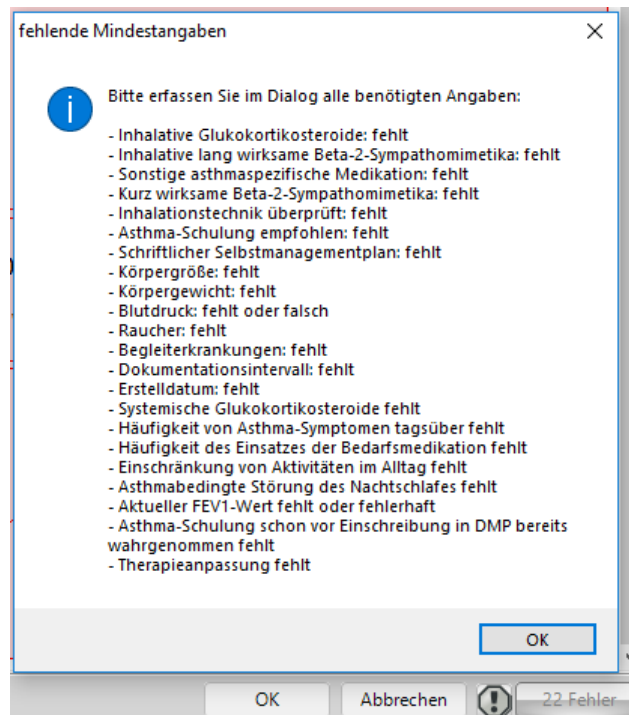 fehlende Mindestangaben
Bitte erfassen Sie im Dialog alle benötigten Angaben:
- Inhalative Glukokortikosteroide: fehlt
- Inhalative lang wirksame Beta-2-Sympathomimetika: fehlt
- Sonstige asthmaspezifische Medikation: fehlt
- Kurz wirksame Beta-2-Sympathomimetika: fehlt
- Inhalationstechnik überprüft: fehlt
- Asthma-Schulung empfohlen: fehlt
- Schriftlicher Selbstmanagementplan: fehlt
- Körpergröße: fehlt
- Körpergewicht: fehlt
- Blutdruck: fehlt oder falsch
- Raucher: fehlt
- Begleiterkrankungen: fehlt
- Dokumentationsintervall: fehlt
- Erstelldatum: fehlt
- Systemische Glukokortikosteroide fehlt
- Häufigkeit von Asthma-Symptomen tagsüber fehlt
- Häufigkeit des Einsatzes der Bedarfsmedikation fehlt
- Einschränkung von Aktivitäten im Alltag fehlt
- Asthmabedingte Störung des Nachtschlafes fehlt
- Aktueller FEV1-Wert fehlt oder fehlerhaft
- Asthma-Schulung schon vor Einschreibung in DMP bereits
wahrgenommen fehlt
- Therapieanpassung fehlt
OK
OK Abbrechen 22 Fehler